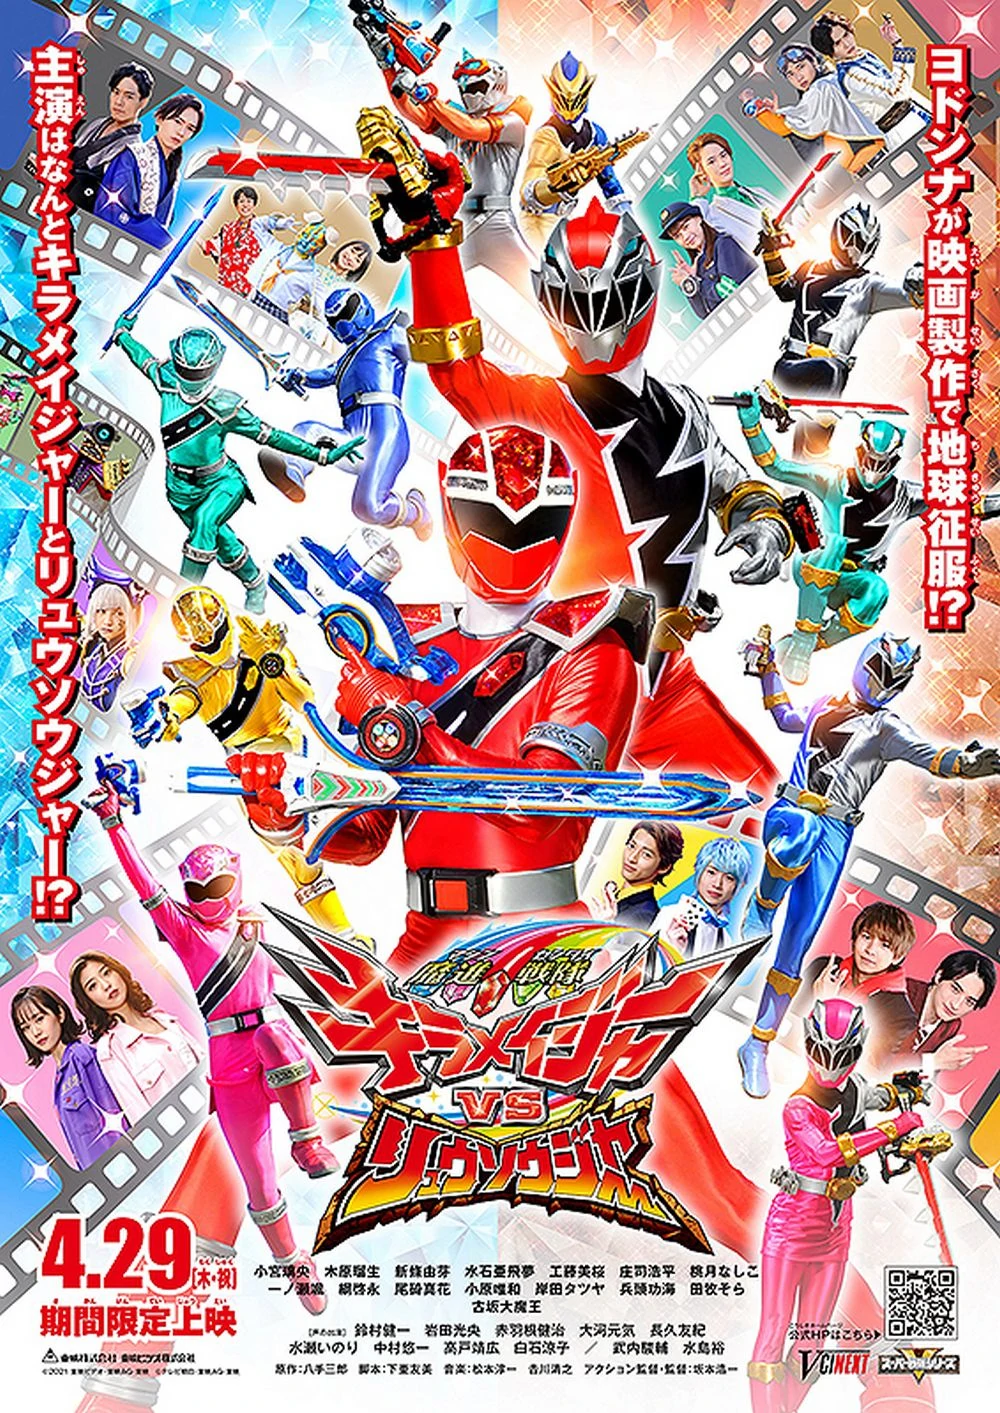 ヨドンナが映画製作で地球征服!?
主演はなんとキラメイジャーとリュウソウジャー!?
キラメイジャー
VS
リュウソウジャー
4.29[木・祝]
期間限定上映
小宮璃央 木原瑠生 新條由芽 水石亜飛夢 工藤美桜 庄司浩平 桃月なしこ
一ノ瀬颯 綱啓永 尾碕真花 小原唯和 岸田タツヤ 兵頭功海 田牧そら
古坂大魔王
[声の出演] 鈴村健一 岩田光央 赤羽根健治 大河元気 長久友紀
水瀬いのり 中村悠一 高戸靖広 白石涼子 / 武内駿輔 水島裕
原作:八手三郎 脚本:下亜友美 音楽:松本淳一 吉川清之 アクション監督・監督:坂本浩一
公式HPはこちら▶
V CINEXT
スーパー戦隊シリーズ